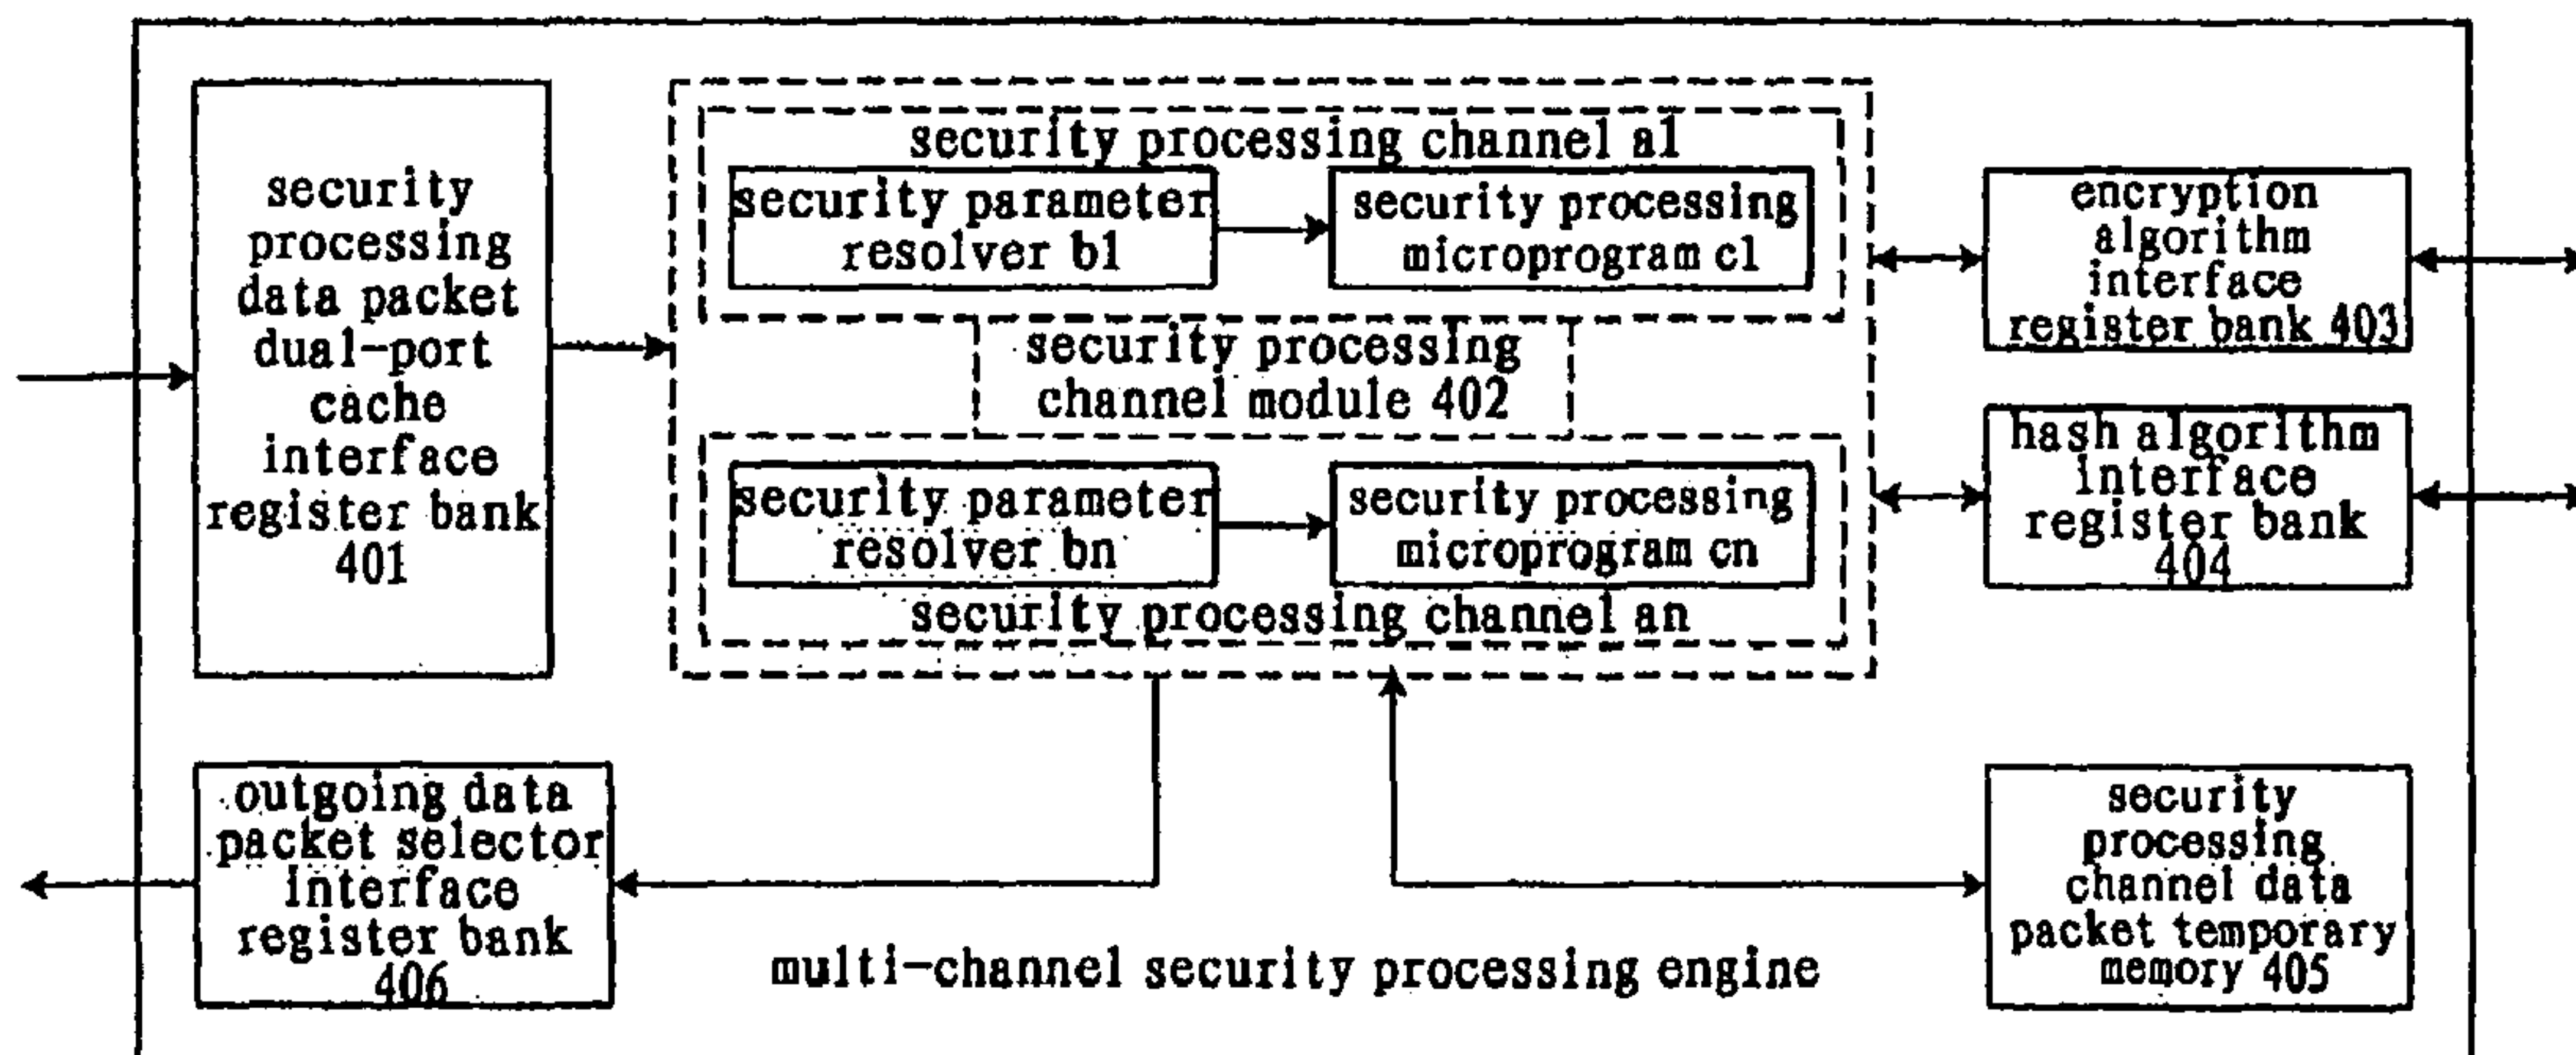 security
processing
data packet
dual-port
cache
interface
register bank
401
security processing channel a1
security parameter
resolver b1
security processing
microprogram c1
security processing
channel module 402
security parameter
resolver bn
security processing
microprogram cn
security processing channel an
encryption
algorithm
interface
register bank 403
hash algorithm
interface
register bank
404
outgoing data
packet selector
interface
register bank
406
multi-channel security processing engine
security
processing
channel data
packet temporary
memory 405